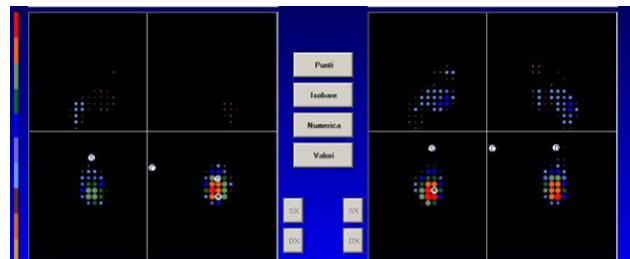 Punti
Isobare
Numerica
Valori
SX
SX
DX
DX